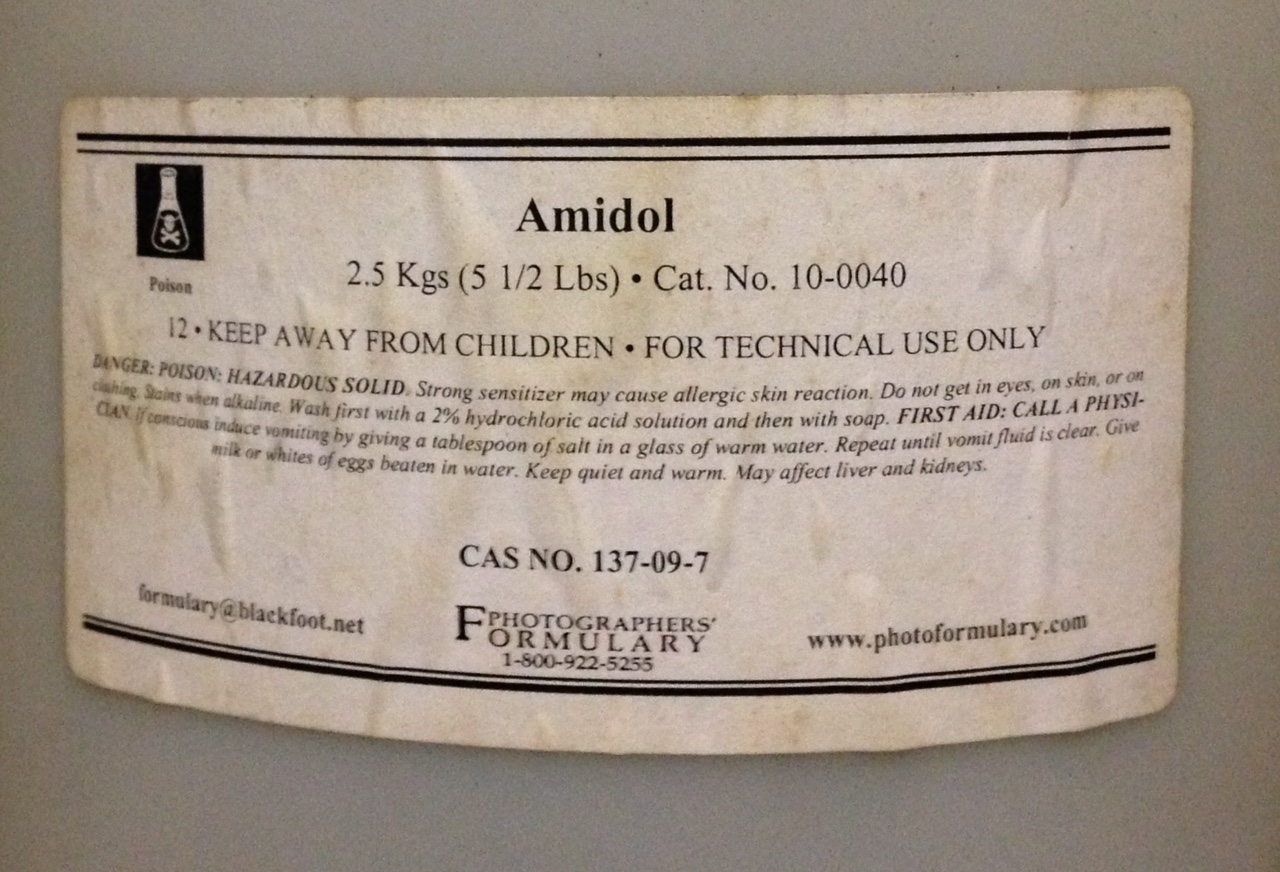 Amidol
Poison
2.5 Kgs (5 1/2 Lbs) • Cat. No. 10-0040
12 • KEEP AWAY FROM CHILDREN • FOR TECHNICAL USE ONLY
DANGER: POISON: HAZARDOUS SOLID. Strong sensitizer may cause allergic skin reaction. Do not get in eyes, on skin, or on
clothing. Stains when alkaline. Wash first with a 2% hydrochloric acid solution and then with soap. FIRST AID: CALL A PHYSI-
CIAN. If conscious induce vomiting by giving a tablespoon of salt in a glass of warm water. Repeat until vomit fluid is clear. Give
milk or whites of eggs beaten in water. Keep quiet and warm. May affect liver and kidneys.
CAS NO. 137-09-7
formulary@blackfoot.net
PHOTOGRAPHERS'
FORMULARY
1-800-922-5255
www.photoformulary.com